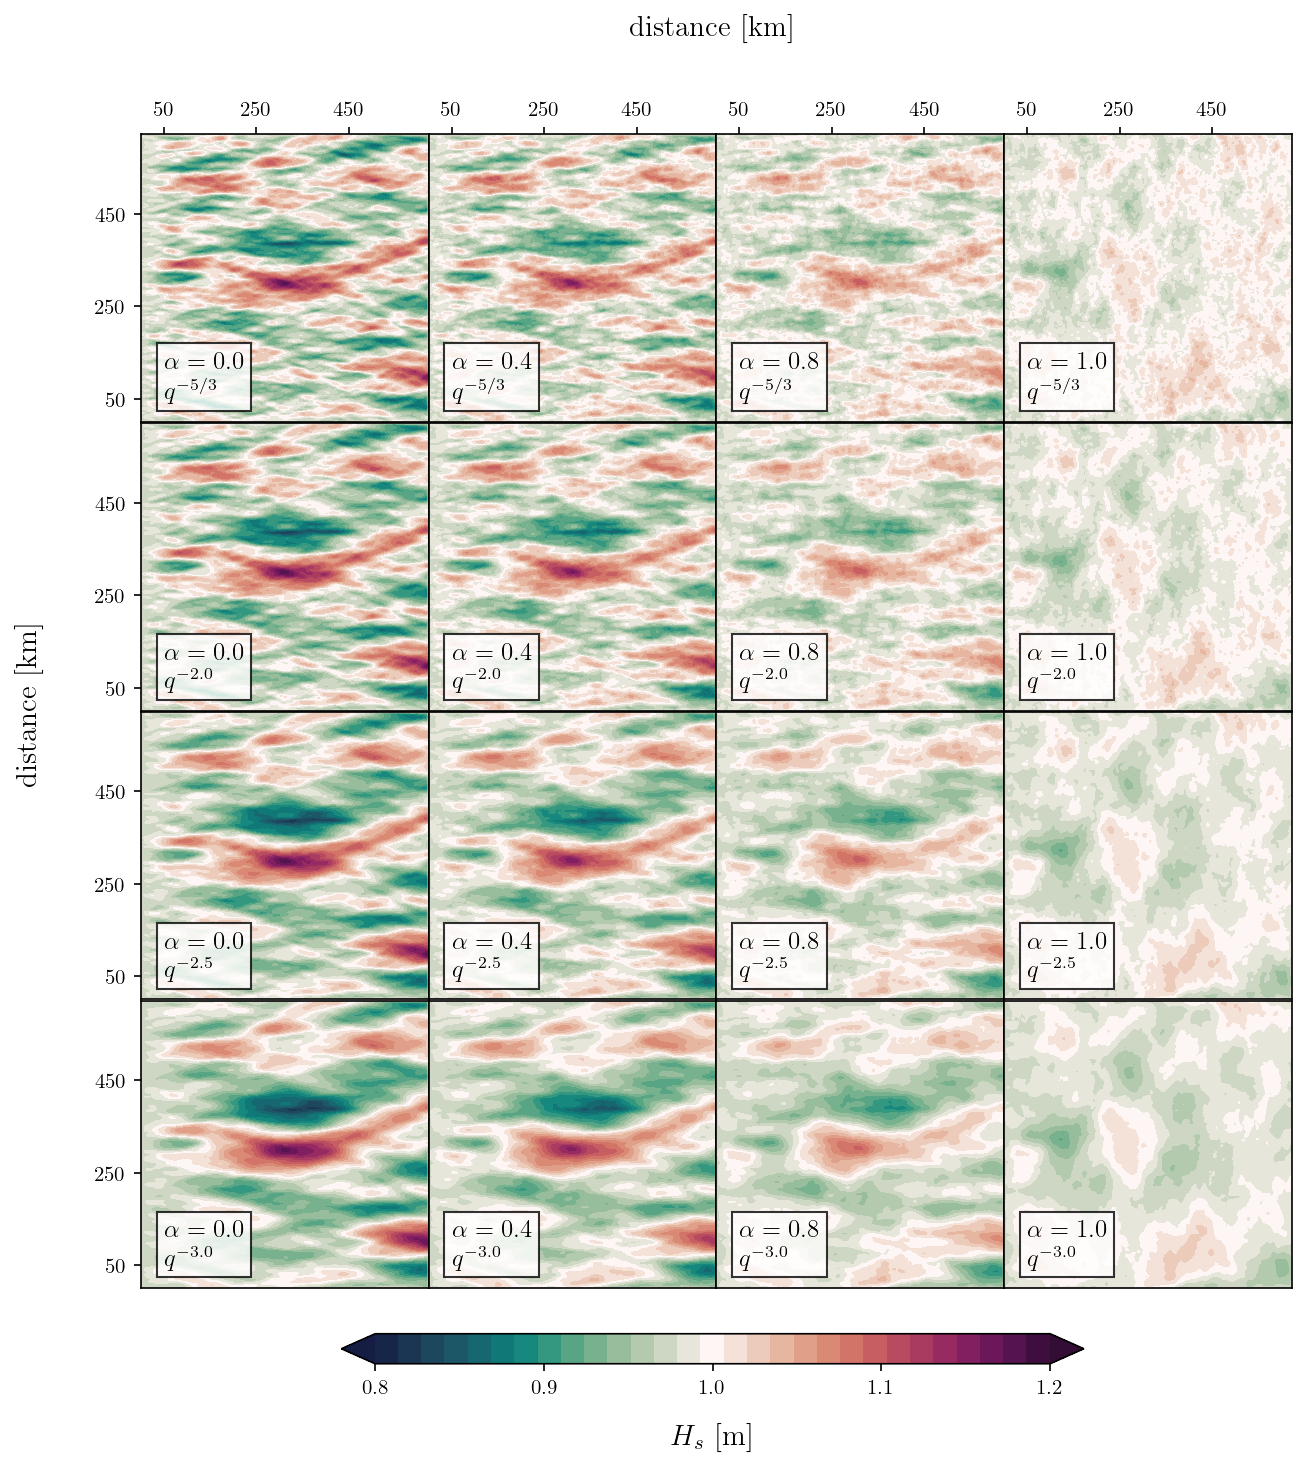 distance [km]
50 250 450 50 250 450 50 250 450 50 250 450
450
250
50
α = 0.0
q^{-5/3}
α = 0.4
q^{-5/3}
α = 0.8
q^{-5/3}
α = 1.0
q^{-5/3}
distance [km]
450
250
50
α = 0.0
q^{-2.0}
α = 0.4
q^{-2.0}
α = 0.8
q^{-2.0}
α = 1.0
q^{-2.0}
450
250
50
α = 0.0
q^{-2.5}
α = 0.4
q^{-2.5}
α = 0.8
q^{-2.5}
α = 1.0
q^{-2.5}
450
250
50
α = 0.0
q^{-3.0}
α = 0.4
q^{-3.0}
α = 0.8
q^{-3.0}
α = 1.0
q^{-3.0}
0.8 0.9 1.0 1.1 1.2
H_s [m]